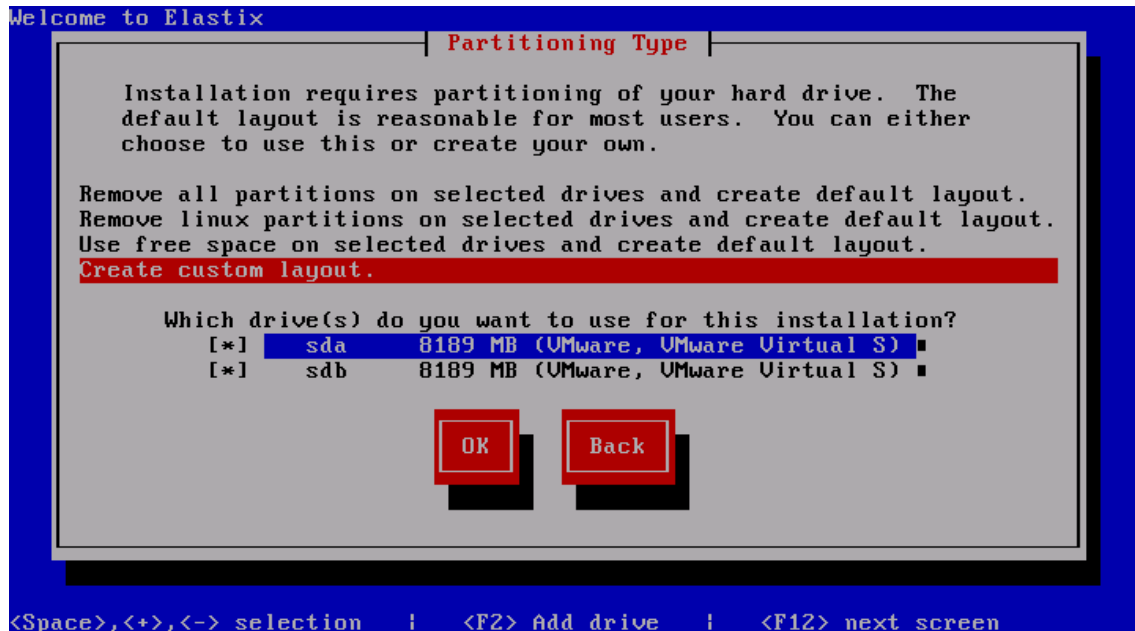 Welcome to Elastix
Partitioning Type
Installation requires partitioning of your hard drive. The
default layout is reasonable for most users. You can either
choose to use this or create your own.
Remove all partitions on selected drives and create default layout.
Remove linux partitions on selected drives and create default layout.
Use free space on selected drives and create default layout.
Create custom layout.
Which drive(s) do you want to use for this installation?
[*] sda 8189 MB (VMware, VMware Virtual S)
[*] sdb 8189 MB (VMware, VMware Virtual S)
OK Back
<Space>,<+>,<-> selection | <F2> Add drive | <F12> next screen